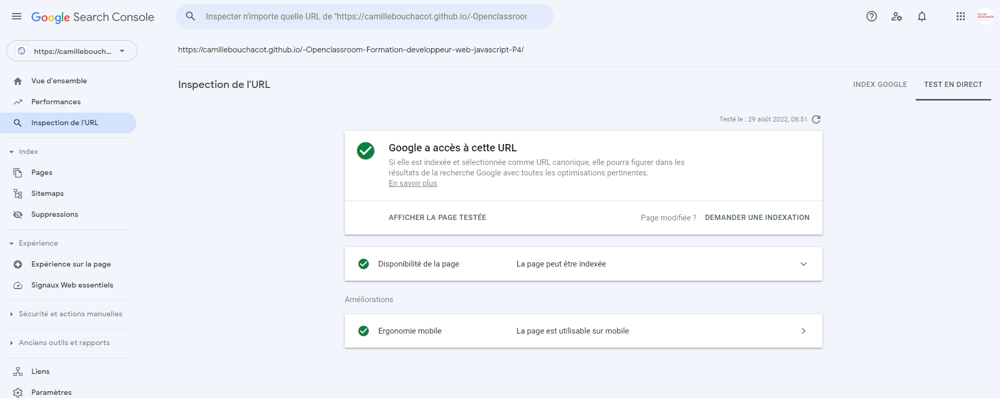 Google Search Console
Inspecter n'importe quelle URL de "https://camillebouchacot.github.io/-Openclassroor
Camille
BOUCHACOT
https://camillebouch...
https://camillebouchacot.github.io/-Openclassroom-Formation-developpeur-web-javascript-P4/
Vue d'ensemble
Performances
Inspection de l'URL
Index
Pages
Sitemaps
Suppressions
Expérience
Expérience sur la page
Signaux Web essentiels
Sécurité et actions manuelles
Anciens outils et rapports
Liens
Paramètres
Inspection de l'URL
INDEX GOOGLE
TEST EN DIRECT
Testé le : 29 août 2022, 08:51
Google a accès à cette URL
Si elle est indexée et sélectionnée comme URL canonique, elle pourra figurer dans les
résultats de la recherche Google avec toutes les optimisations pertinentes.
En savoir plus
AFFICHER LA PAGE TESTÉE
Page modifiée ? DEMANDER UNE INDEXATION
Disponibilité de la page La page peut être indexée
Améliorations
Ergonomie mobile La page est utilisable sur mobile